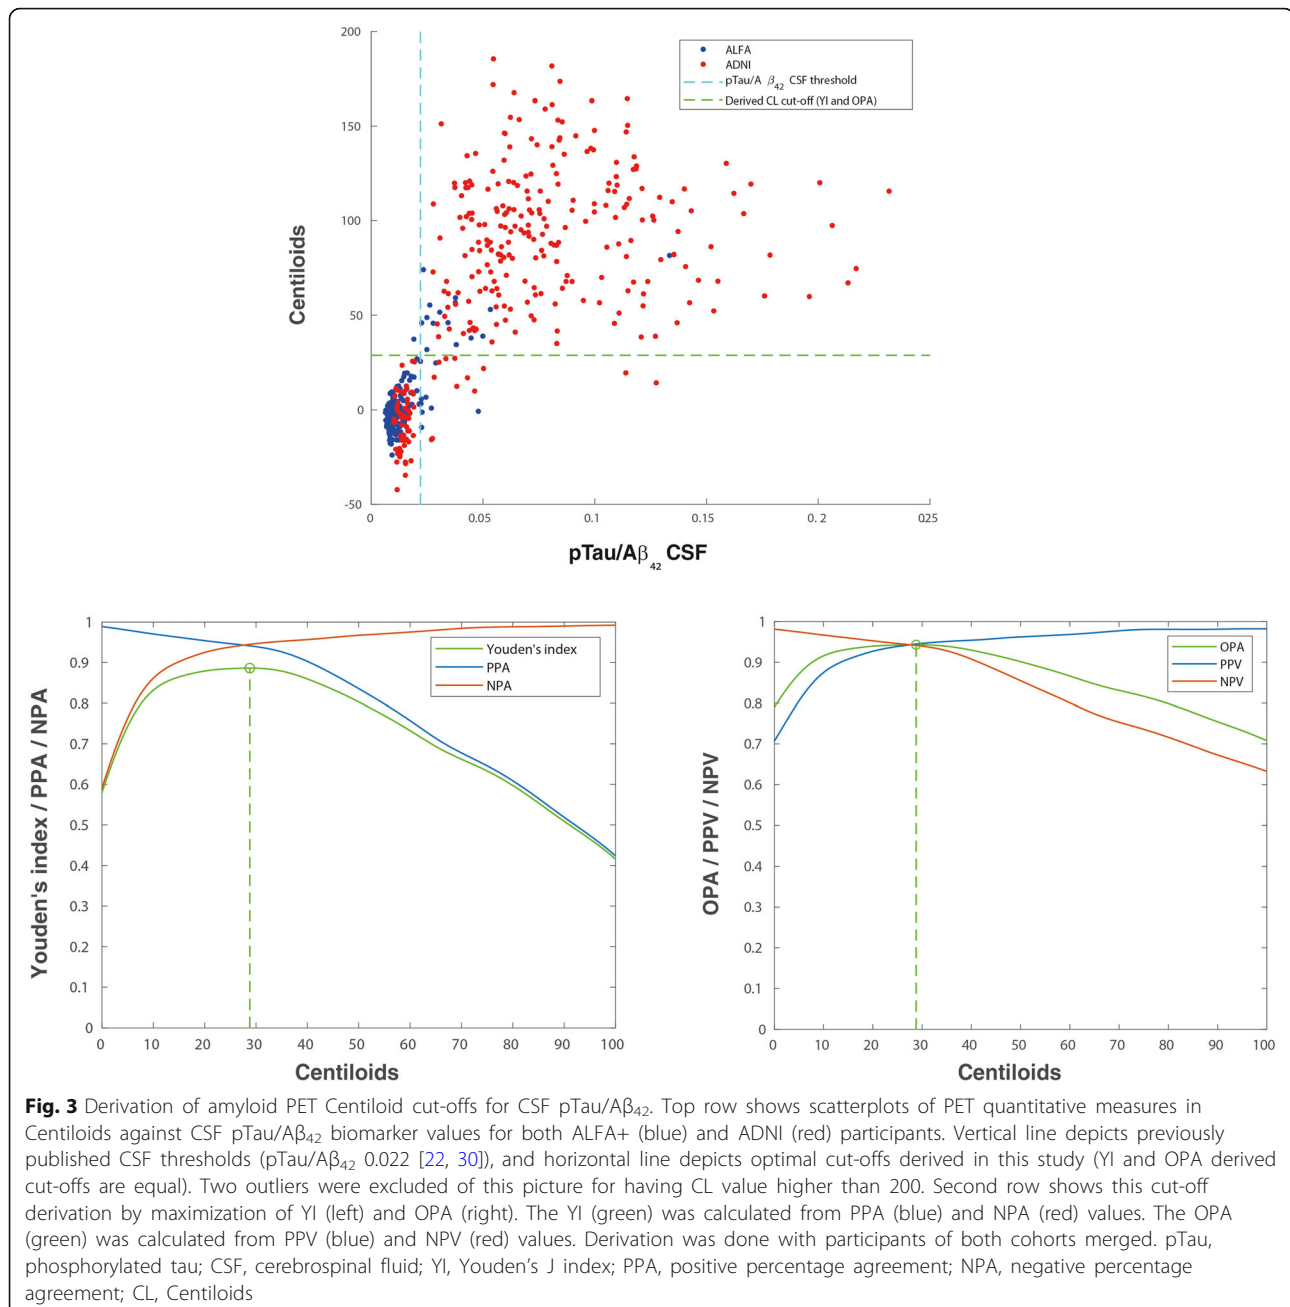 200
150
100
50
0
-50
Centiloids
ALFA
ADNI
pTau/A β42 CSF threshold
Derived CL cut-off (YI and OPA)
0 0.05 0.1 0.15 0. 2 025
pTau/Aβ42 CSF
1
0.9
0.8
0.7
0.6
0.5
0.4
0.3
0.2
0.1
0
Youden's index / PPA / NPA
Youden's index
PPA
NPA
0 10 20 30 40 50 60 70 80 90 100
Centiloids
1
0.9
0.8
0.7
0.6
0.5
0.4
0.3
0.2
0.1
0
OPA / PPV / NPV
OPA
PPV
NPV
0 10 20 30 40 50 60 70 80 90 100
Centiloids
Fig. 3 Derivation of amyloid PET Centiloid cut-offs for CSF pTau/Aβ42. Top row shows scatterplots of PET quantitative measures in
Centiloids against CSF pTau/Aβ42 biomarker values for both ALFA+ (blue) and ADNI (red) participants. Vertical line depicts previously
published CSF thresholds (pTau/Aβ42 0.022 [22, 30]), and horizontal line depicts optimal cut-offs derived in this study (YI and OPA derived
cut-offs are equal). Two outliers were excluded of this picture for having CL value higher than 200. Second row shows this cut-off
derivation by maximization of YI (left) and OPA (right). The YI (green) was calculated from PPA (blue) and NPA (red) values. The OPA
(green) was calculated from PPV (blue) and NPV (red) values. Derivation was done with participants of both cohorts merged. pTau,
phosphorylated tau; CSF, cerebrospinal fluid; YI, Youden's J index; PPA, positive percentage agreement; NPA, negative percentage
agreement; CL, Centiloids